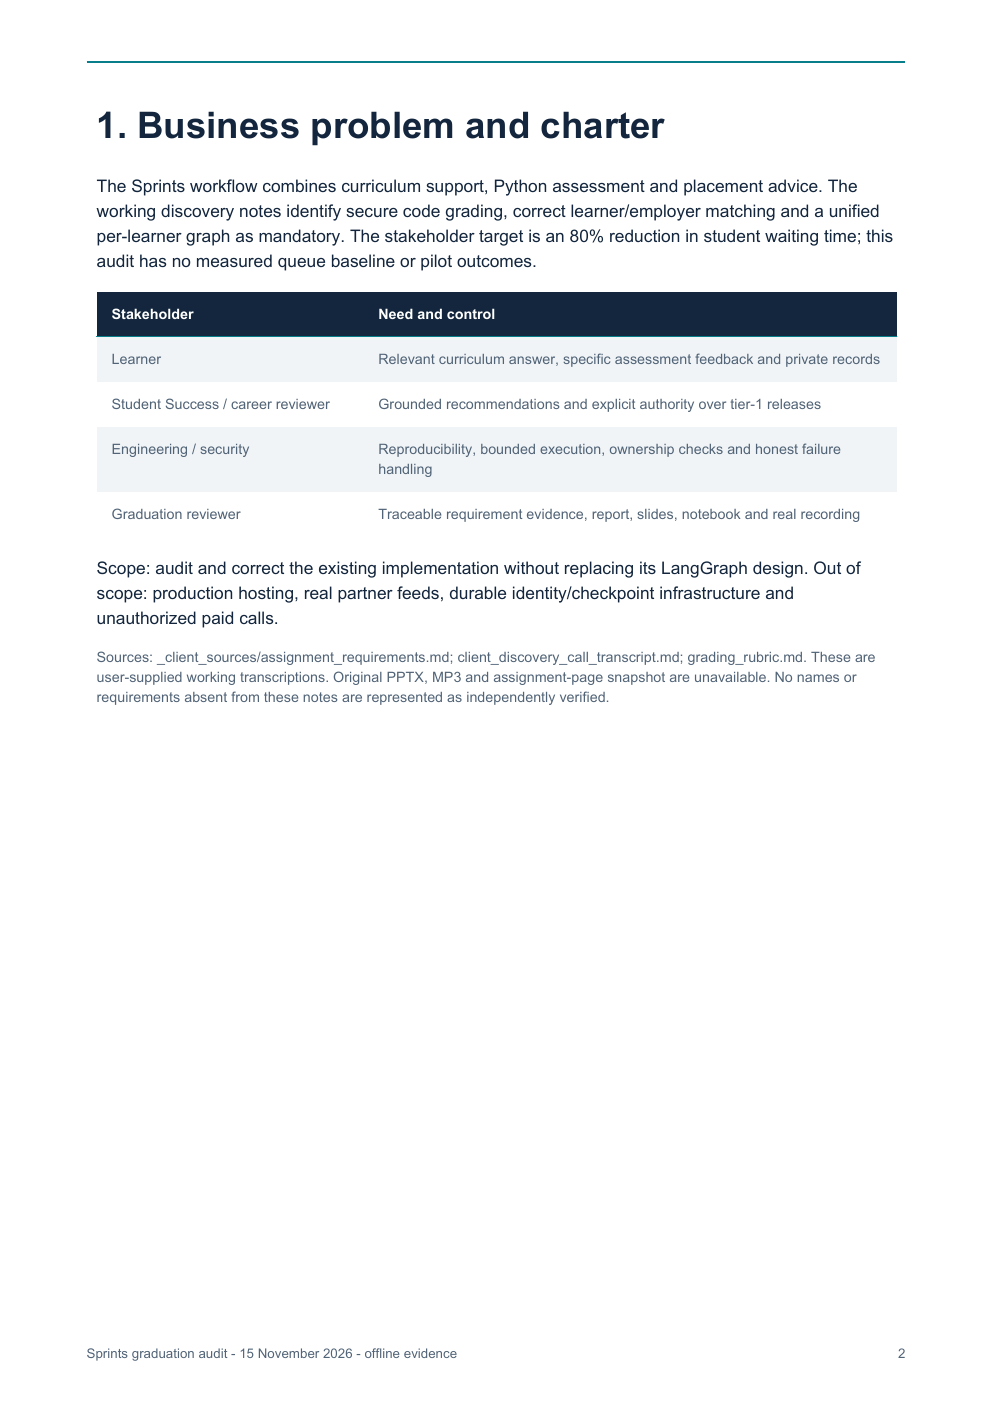 1. Business problem and charter
The Sprints workflow combines curriculum support, Python assessment and placement advice. The
working discovery notes identify secure code grading, correct learner/employer matching and a unified
per-learner graph as mandatory. The stakeholder target is an 80% reduction in student waiting time; this
audit has no measured queue baseline or pilot outcomes.
Stakeholder Need and control
Learner Relevant curriculum answer, specific assessment feedback and private records
Student Success / career reviewer Grounded recommendations and explicit authority over tier-1 releases
Engineering / security Reproducibility, bounded execution, ownership checks and honest failure
handling
Graduation reviewer Traceable requirement evidence, report, slides, notebook and real recording
Scope: audit and correct the existing implementation without replacing its LangGraph design. Out of
scope: production hosting, real partner feeds, durable identity/checkpoint infrastructure and
unauthorized paid calls.
Sources: _client_sources/assignment_requirements.md; client_discovery_call_transcript.md; grading_rubric.md. These are
user-supplied working transcriptions. Original PPTX, MP3 and assignment-page snapshot are unavailable. No names or
requirements absent from these notes are represented as independently verified.
Sprints graduation audit - 15 November 2026 - offline evidence 2